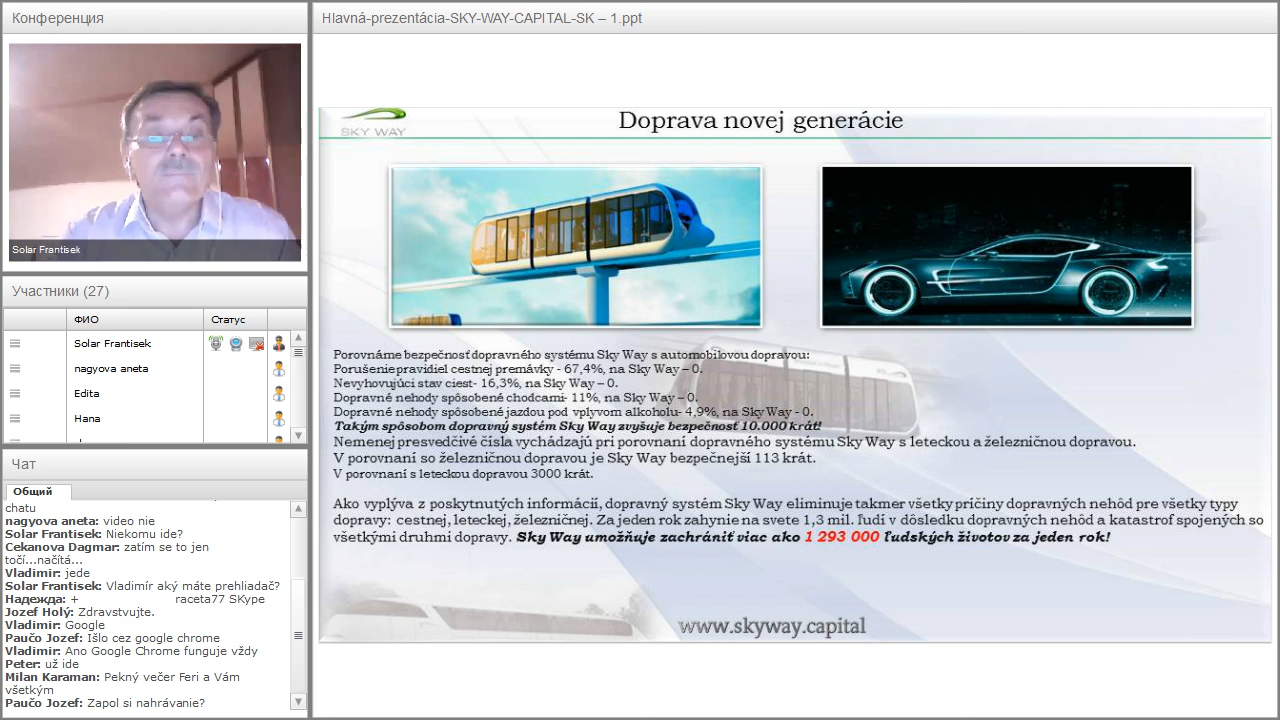 Конференция
Solar Frantisek
Участники (27)
ФИО
Статус
Solar Frantisek
nagyova aneta
Edita
Hana
Чат
Общий
chatu
nagyova aneta: video nie
Solar Frantisek: Niekomu ide?
Cekanova Dagmar: zatím se to jen
točí...načítá...
Vladimir: jede
Solar Frantisek: Vladimír aký máte prehliadač?
Надежда: + raceta77 SKype
Jozef Holý: Zdravstvujte.
Vladimir: Google
Paučo Jozef: Išlo cez google chrome
Vladimir: Ano Google Chrome funguje vždy
Peter: už ide
Milan Karaman: Pekný večer Feri a Vám
všetkým
Paučo Jozef: Zapol si nahrávanie?
Hlavná-prezentácia-SKY-WAY-CAPITAL-SK – 1.ppt
SKY WAY
Doprava novej generácie
Porovnáme bezpečnosť dopravného systému Sky Way s automobilovou dopravou:
Porušenie pravidiel cestnej premávky - 67,4%, na Sky Way – 0.
Nevyhovujúci stav ciest- 16,3%, na Sky Way – 0.
Dopravné nehody spôsobené chodcami- 11%, na Sky Way – 0.
Dopravné nehody spôsobené jazdou pod vplyvom alkoholu- 4,9%, na Sky Way - 0.
Takým spôsobom dopravný systém Sky Way zvyšuje bezpečnosť 10.000 krát!
Nemenej presvedčivé čísla vychádzajú pri porovnaní dopravného systému Sky Way s leteckou a železničnou dopravou.
V porovnaní so železničnou dopravou je Sky Way bezpečnejší 113 krát.
V porovnaní s leteckou dopravou 3000 krát.
Ako vyplýva z poskytnutých informácií, dopravný systém Sky Way eliminuje takmer všetky príčiny dopravných nehôd pre všetky typy
dopravy: cestnej, leteckej, železničnej. Za jeden rok zahynie na svete 1,3 mil. ľudí v dôsledku dopravných nehôd a katastrof spojených so
všetkými druhmi dopravy. Sky Way umožňuje zachrániť viac ako 1 293 000 ľudských životov za jeden rok!
www.skyway.capital